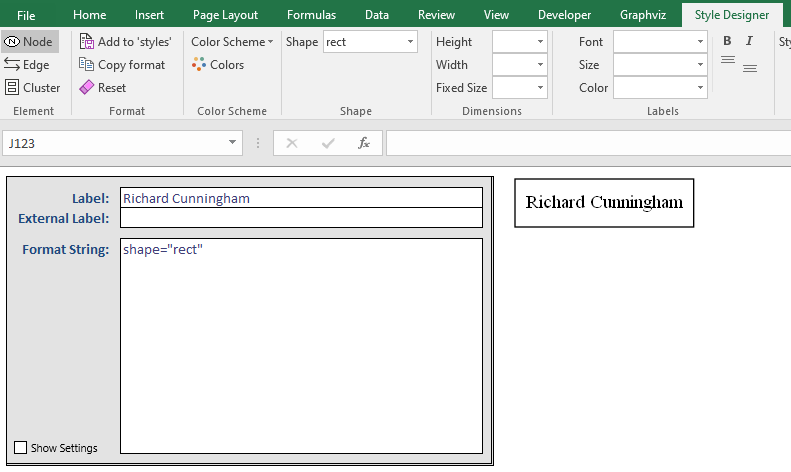 File Home Insert Page Layout Formulas Data Review View Developer Graphviz Style Designer
Node Add to 'styles' Color Scheme Shape rect Height Font B I
Edge Copy format Colors Width Size
Cluster Reset Fixed Size Color
Element Format Color Scheme Shape Dimensions Labels
J123 fx
Label: Richard Cunningham
External Label:
Format String: shape="rect"
Show Settings
Richard Cunningham